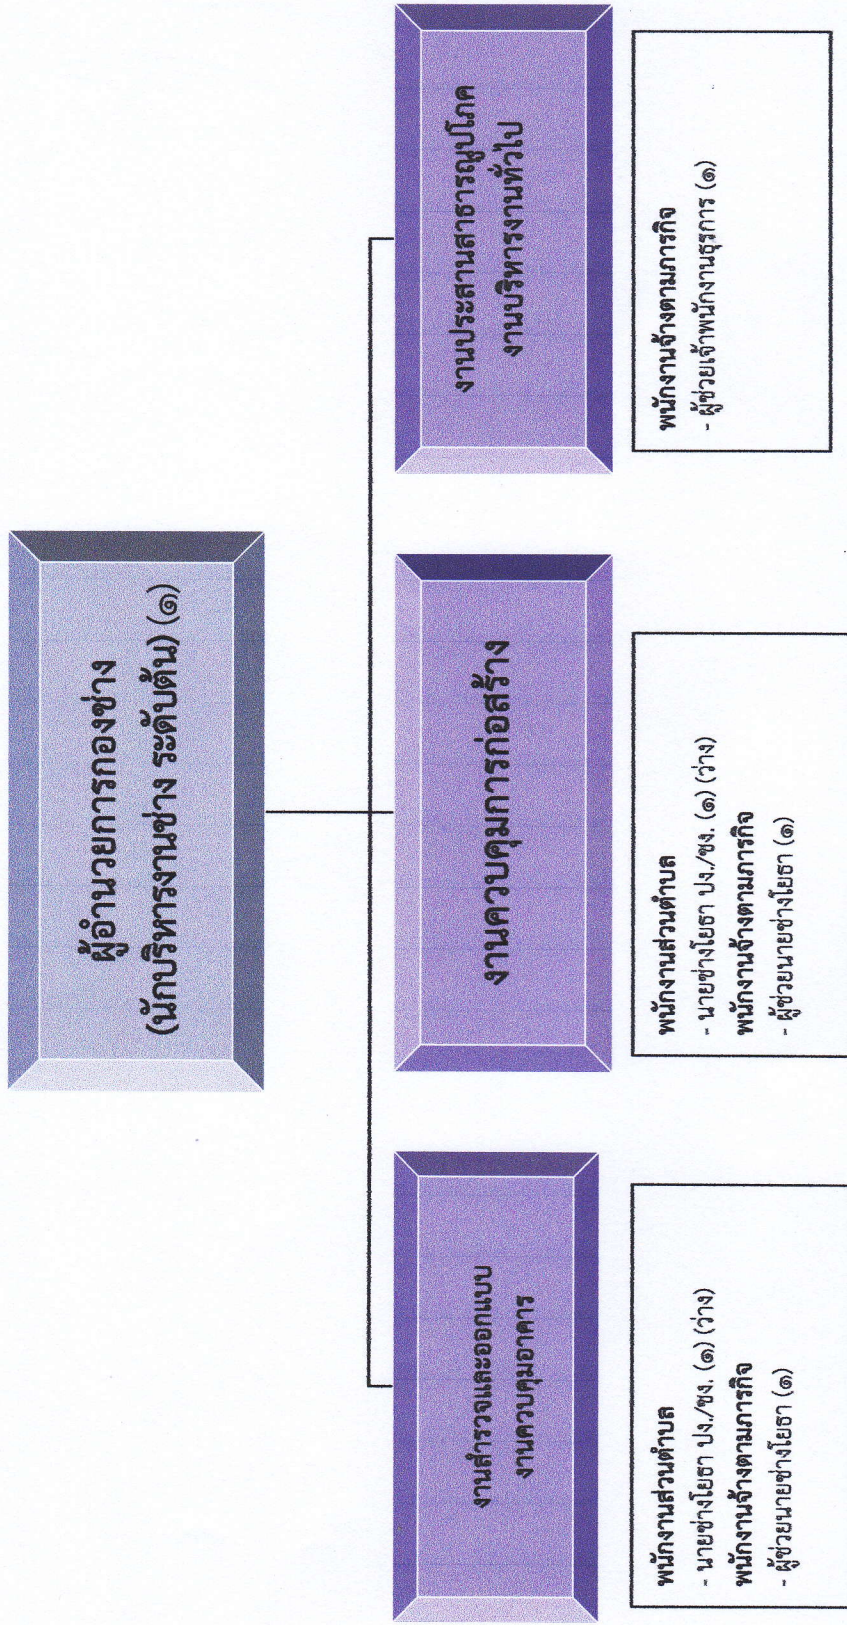 ผู้อำนวยการกองช่าง
(นักบริหารงานช่าง ระดับต้น) (๑)
งานสำรวจและออกแบบ
งานควบคุมอาคาร
งานควบคุมการก่อสร้าง
งานประสานสาธารณูปโภค
งานบริหารงานทั่วไป
พนักงานส่วนตำบล
- นายช่างโยธา ปง./ชง. (๑) (ว่าง)
พนักงานจ้างตามภารกิจ
- ผู้ช่วยนายช่างโยธา (๑)
พนักงานส่วนตำบล
- นายช่างโยธา ปง./ชง. (๑) (ว่าง)
พนักงานจ้างตามภารกิจ
- ผู้ช่วยนายช่างโยธา (๑)
พนักงานจ้างตามภารกิจ
- ผู้ช่วยเจ้าพนักงานธุรการ (๑)